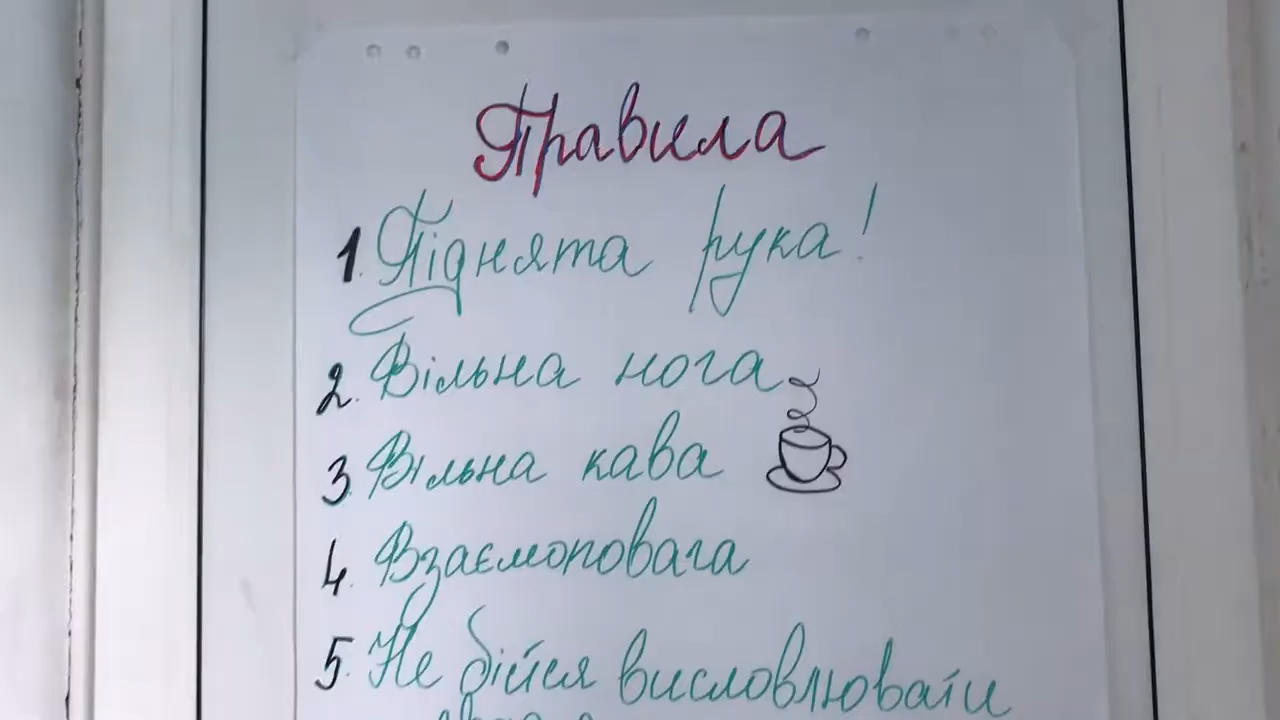 Правила
1. Піднята рука!
2. Вільна нога
3. Вільна кава
4. Взаємоповага
5. Не бійся висловлювати